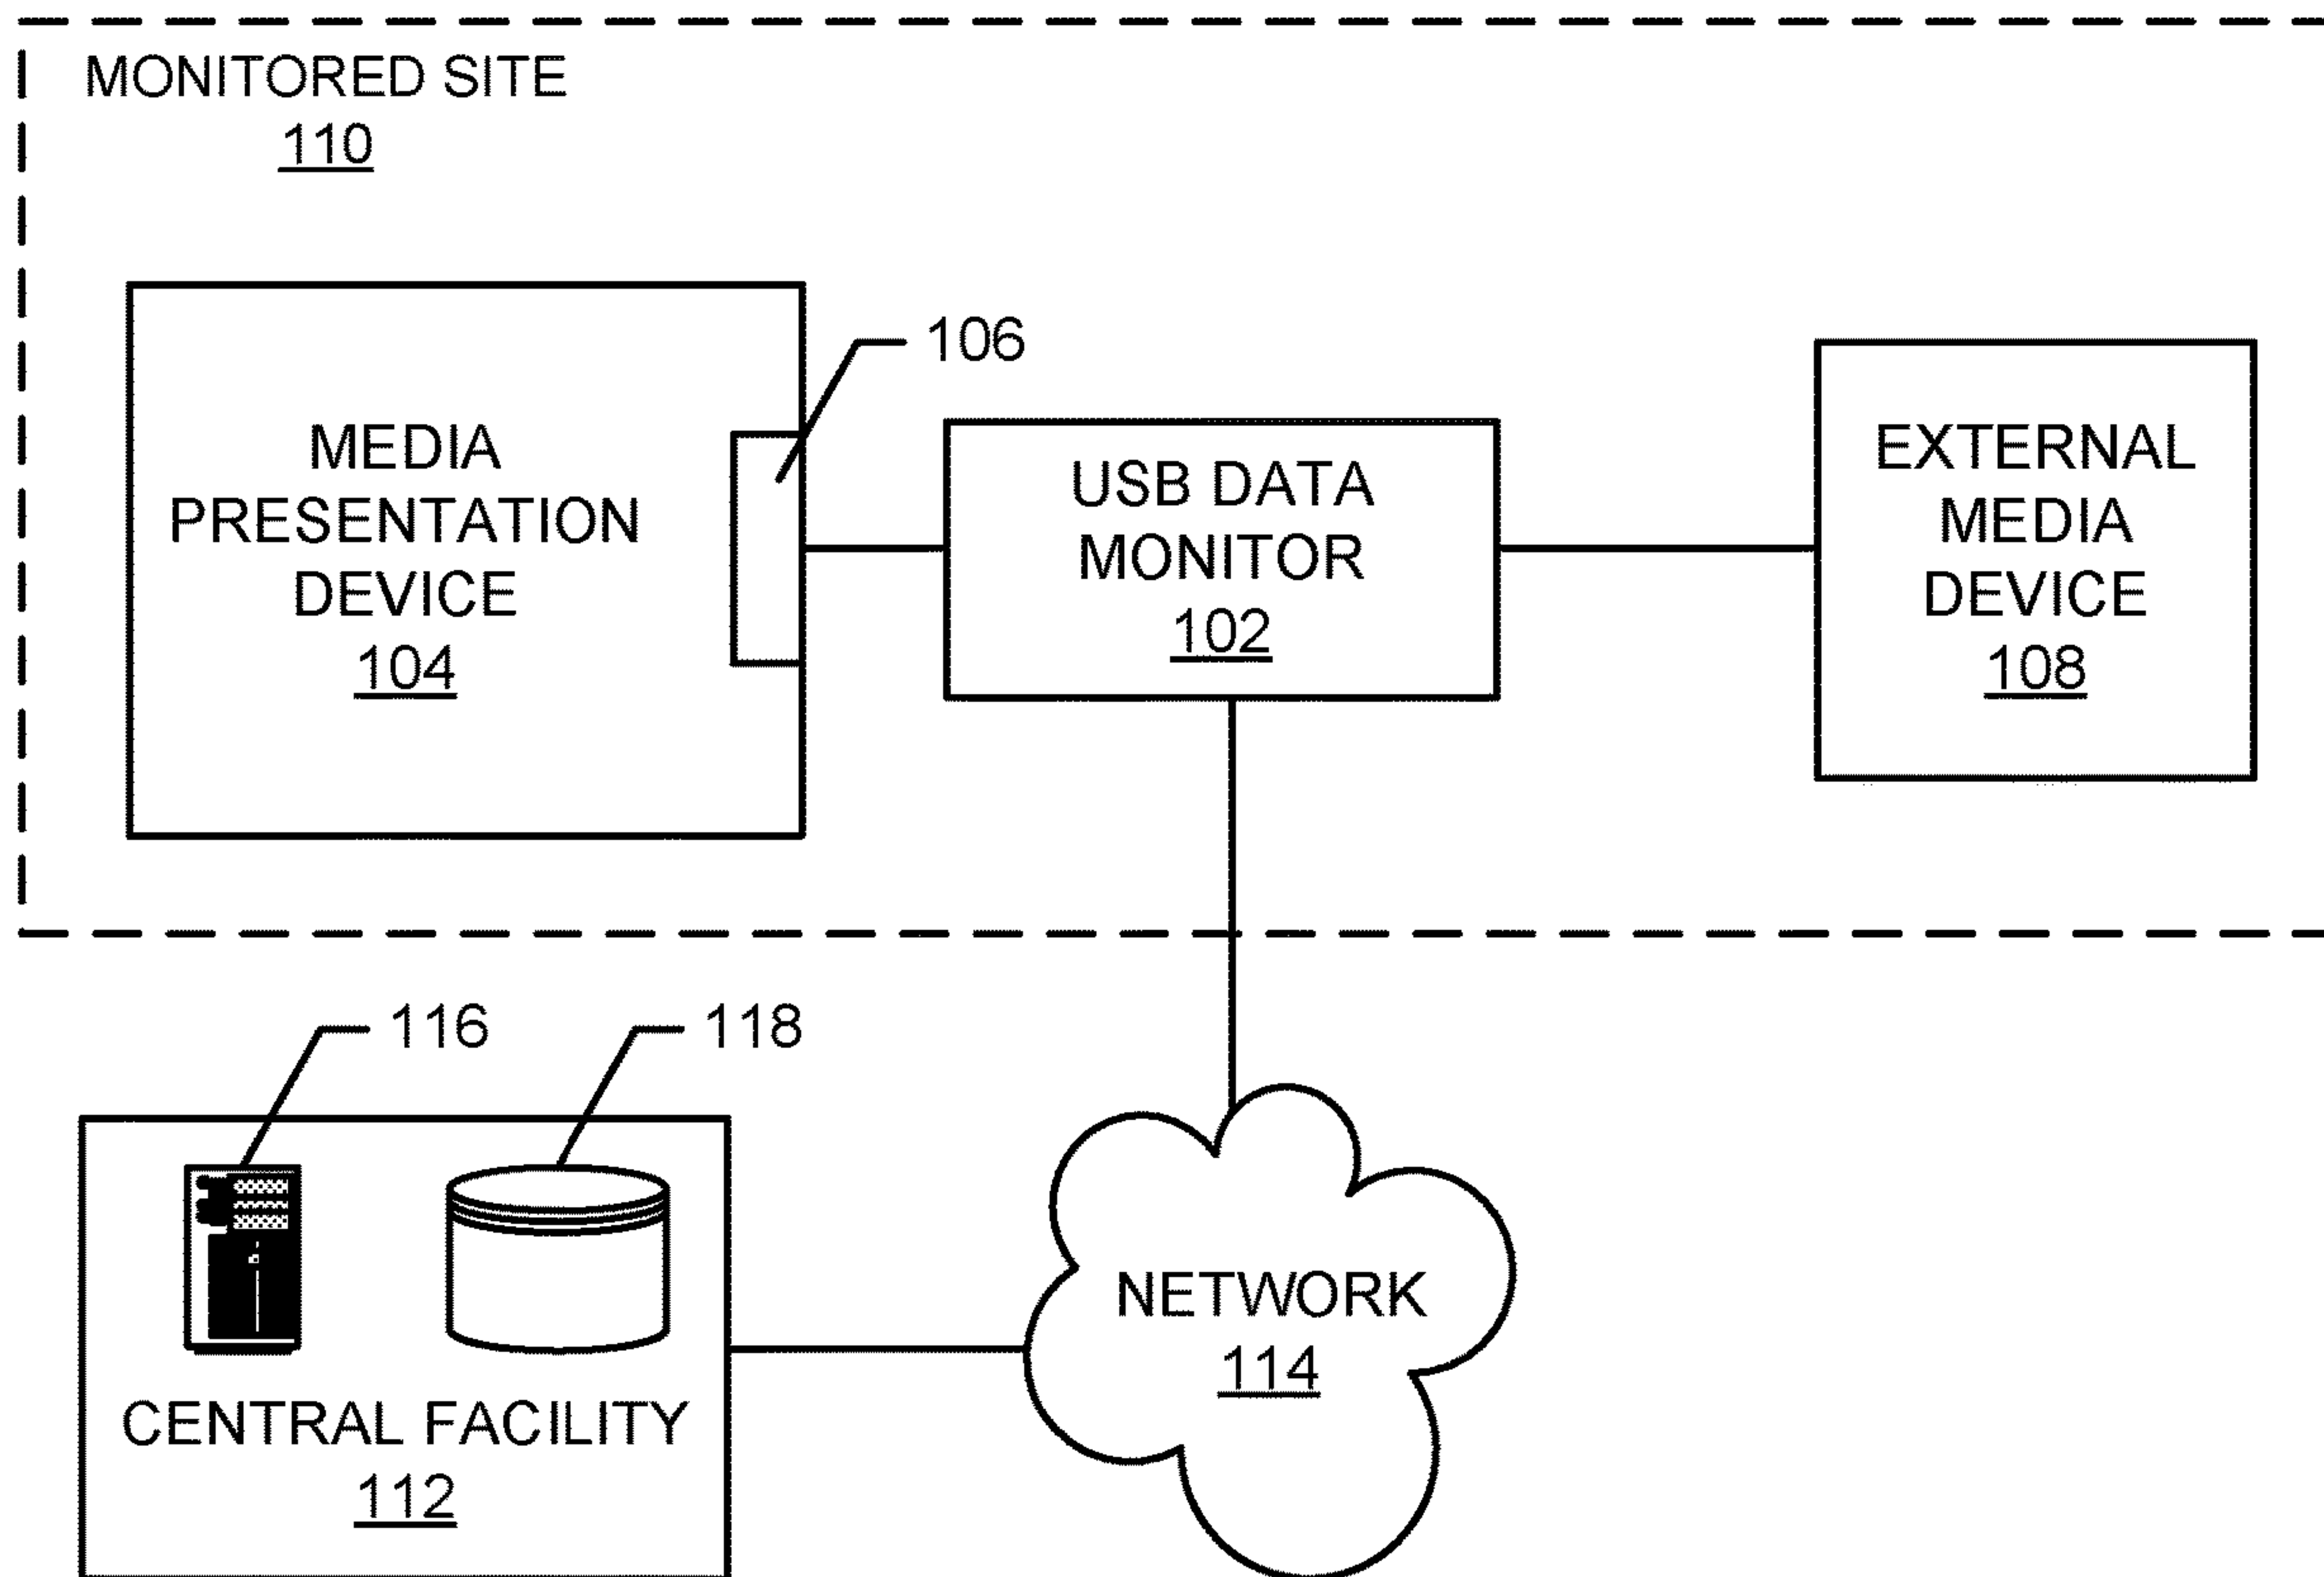 MONITORED SITE
110
106
MEDIA
PRESENTATION
DEVICE
104
USB DATA
MONITOR
102
EXTERNAL
MEDIA
DEVICE
108
116
118
CENTRAL FACILITY
112
NETWORK
114